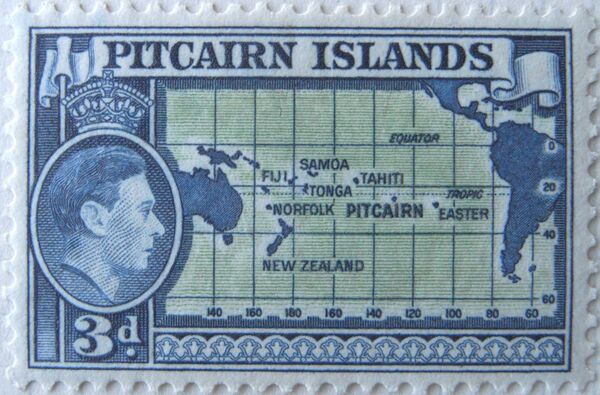 PITCAIRN ISLANDS
EQUATOR
0
SAMOA
FIJI
TAHITI
TONGA
20
TROPIC
NORFOLK PITCAIRN EASTER
40
NEW ZEALAND
60
140 160 180 160 140 120 100 80 60
3d.